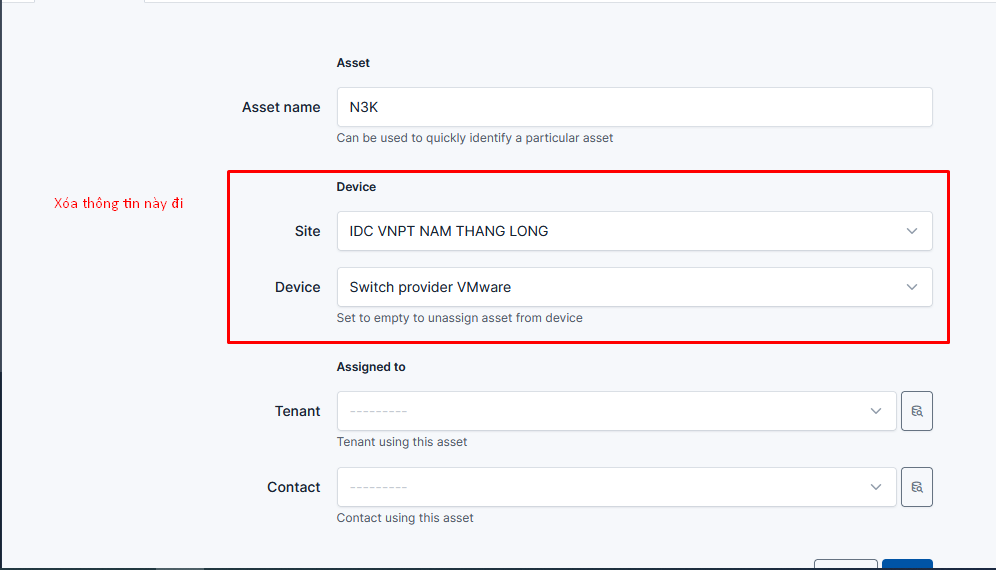 Asset
Asset name
N3K
Can be used to quickly identify a particular asset
Xóa thông tin này đi
Device
Site
IDC VNPT NAM THANG LONG
Device
Switch provider VMware
Set to empty to unassign asset from device
Assigned to
Tenant
---------
Tenant using this asset
Contact
---------
Contact using this asset